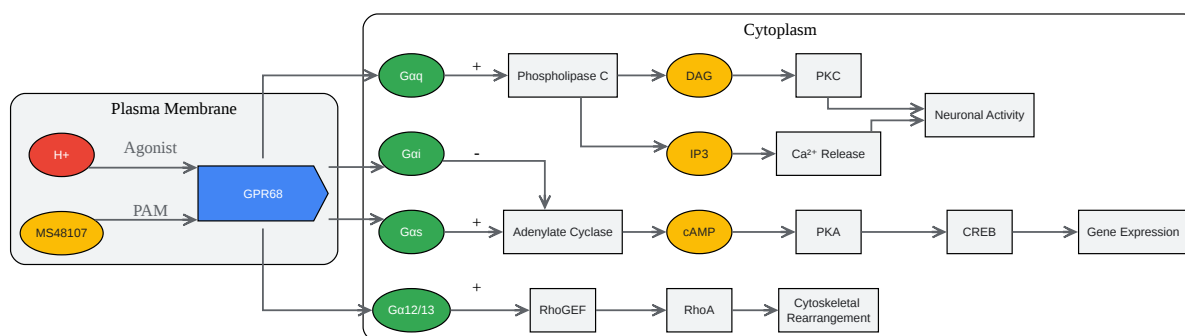 Cytoplasm
Plasma Membrane
H+
Agonist
MS48107
PAM
GPR68
Gαq
+
Phospholipase C
DAG
PKC
Neuronal Activity
IP3
Ca²⁺ Release
Gαi
-
Gαs
+
Adenylate Cyclase
cAMP
PKA
CREB
Gene Expression
Gα12/13
+
RhoGEF
RhoA
Cytoskeletal
Rearrangement